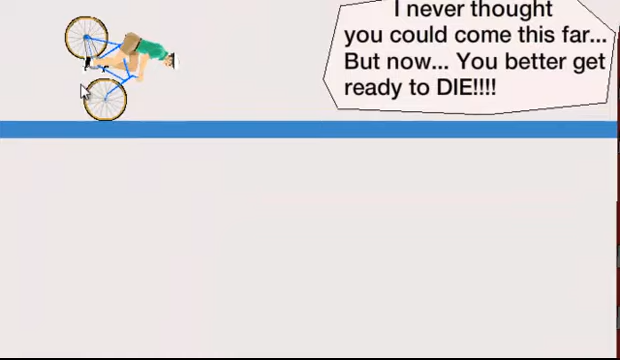 I never thought
you could come this far...
But now... You better get
ready to DIE!!!!